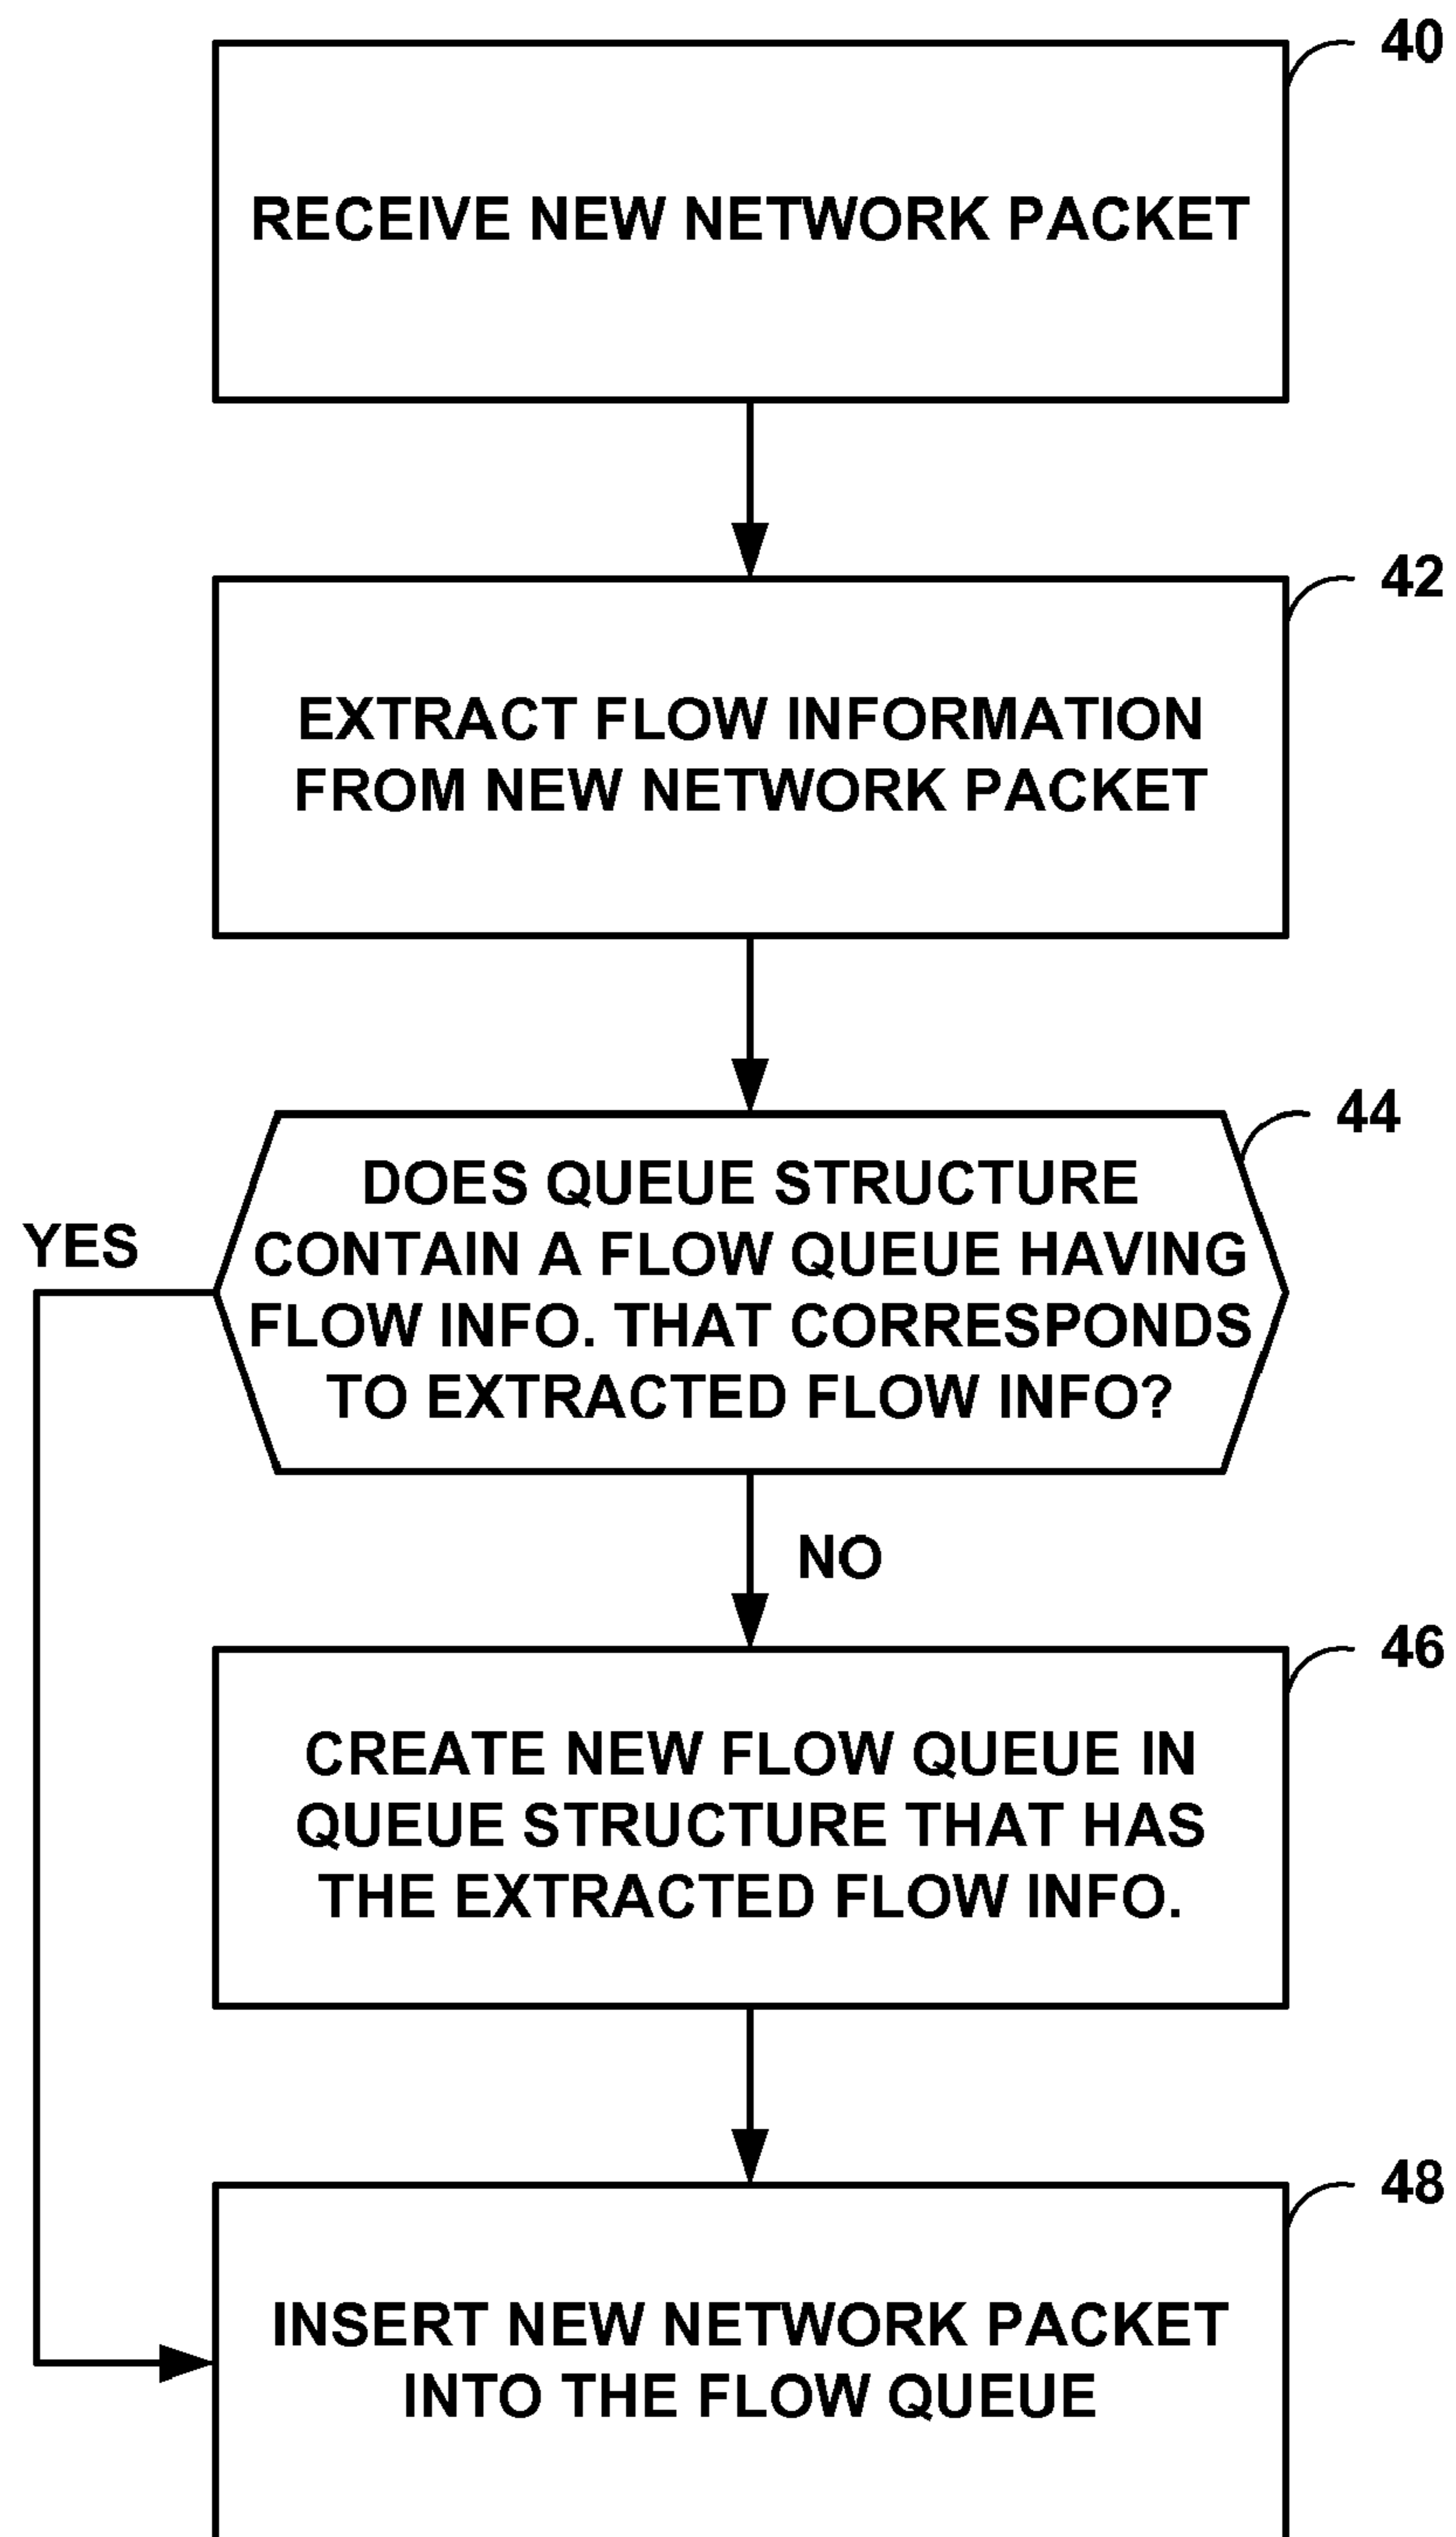 40
RECEIVE NEW NETWORK PACKET
42
EXTRACT FLOW INFORMATION
FROM NEW NETWORK PACKET
44
DOES QUEUE STRUCTURE
CONTAIN A FLOW QUEUE HAVING
FLOW INFO. THAT CORRESPONDS
TO EXTRACTED FLOW INFO?
YES
NO
46
CREATE NEW FLOW QUEUE IN
QUEUE STRUCTURE THAT HAS
THE EXTRACTED FLOW INFO.
48
INSERT NEW NETWORK PACKET
INTO THE FLOW QUEUE